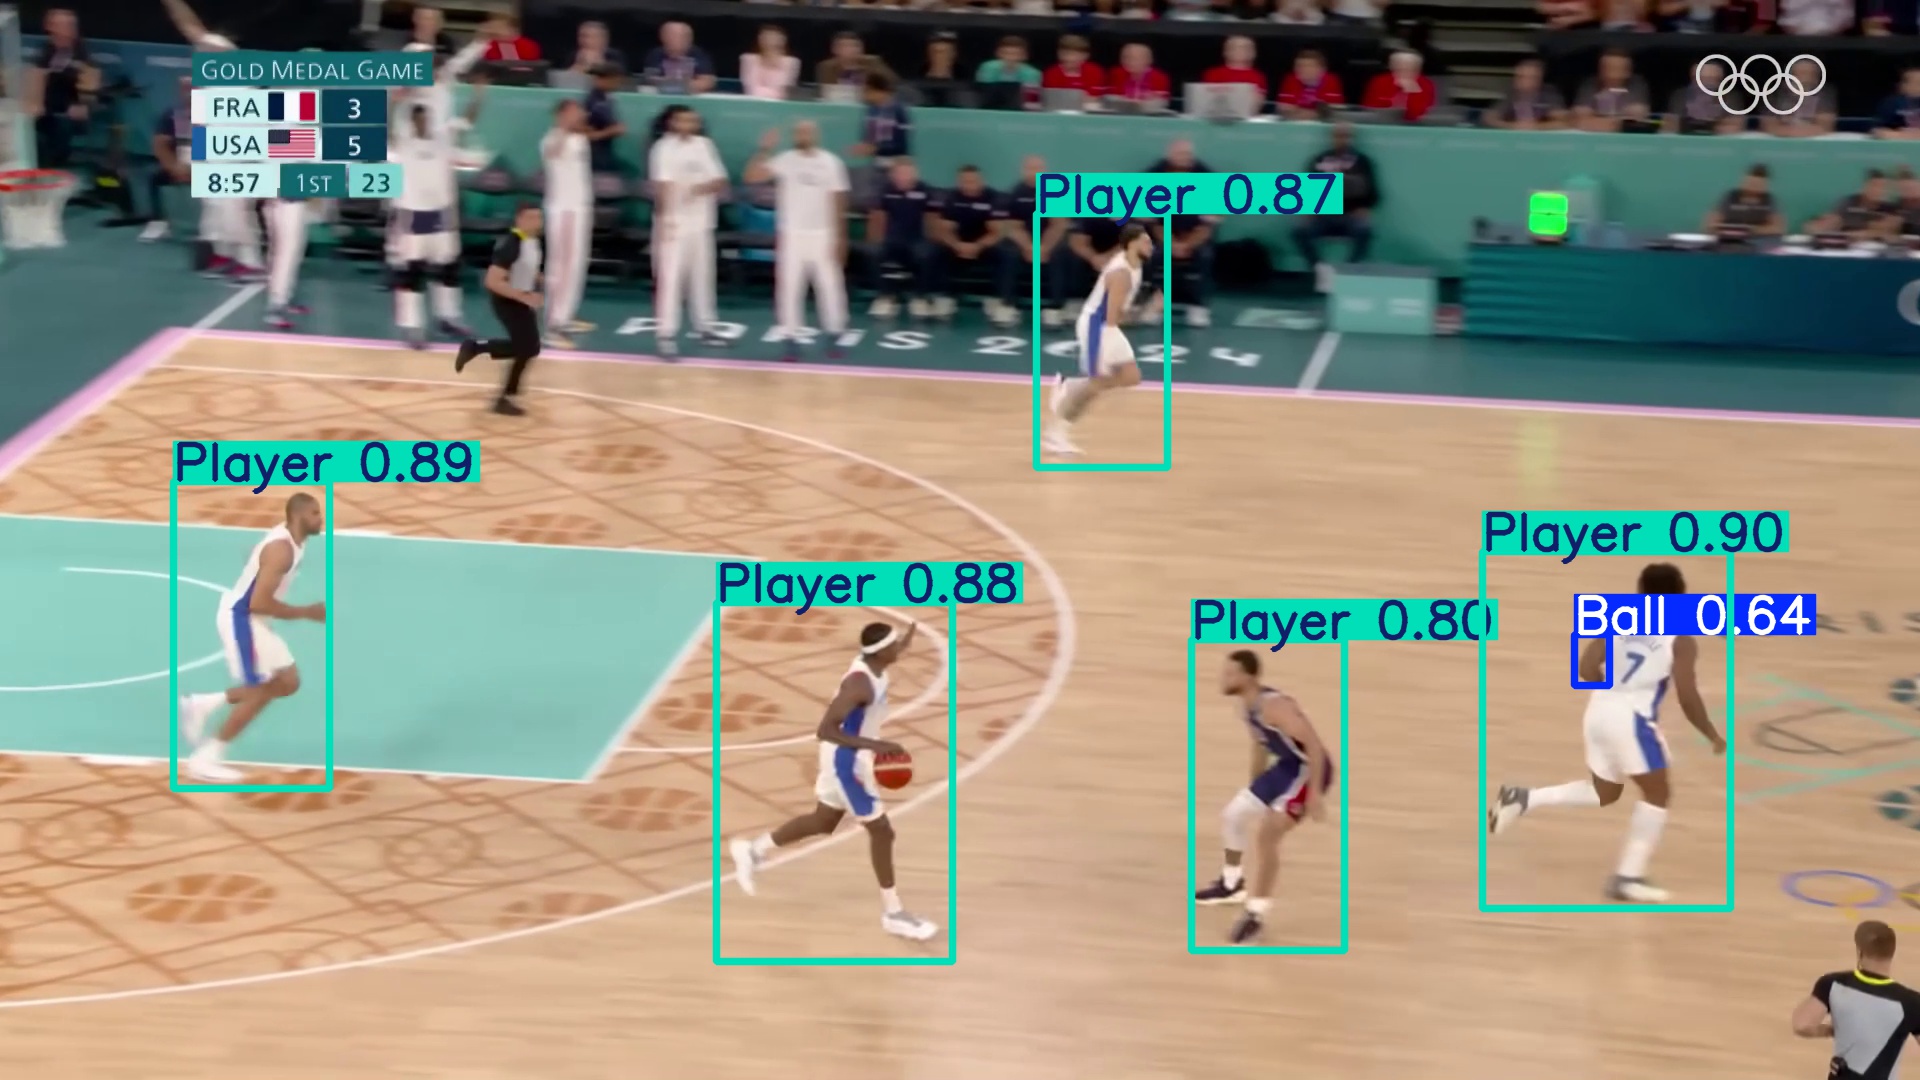 GOLD MEDAL GAME
FRA 3
USA 5
8:57 1ST 23
Player 0.87
PARIS 2024
Player 0.89
Player 0.90
Player 0.88
Player 0.80
Ball 0.64
7